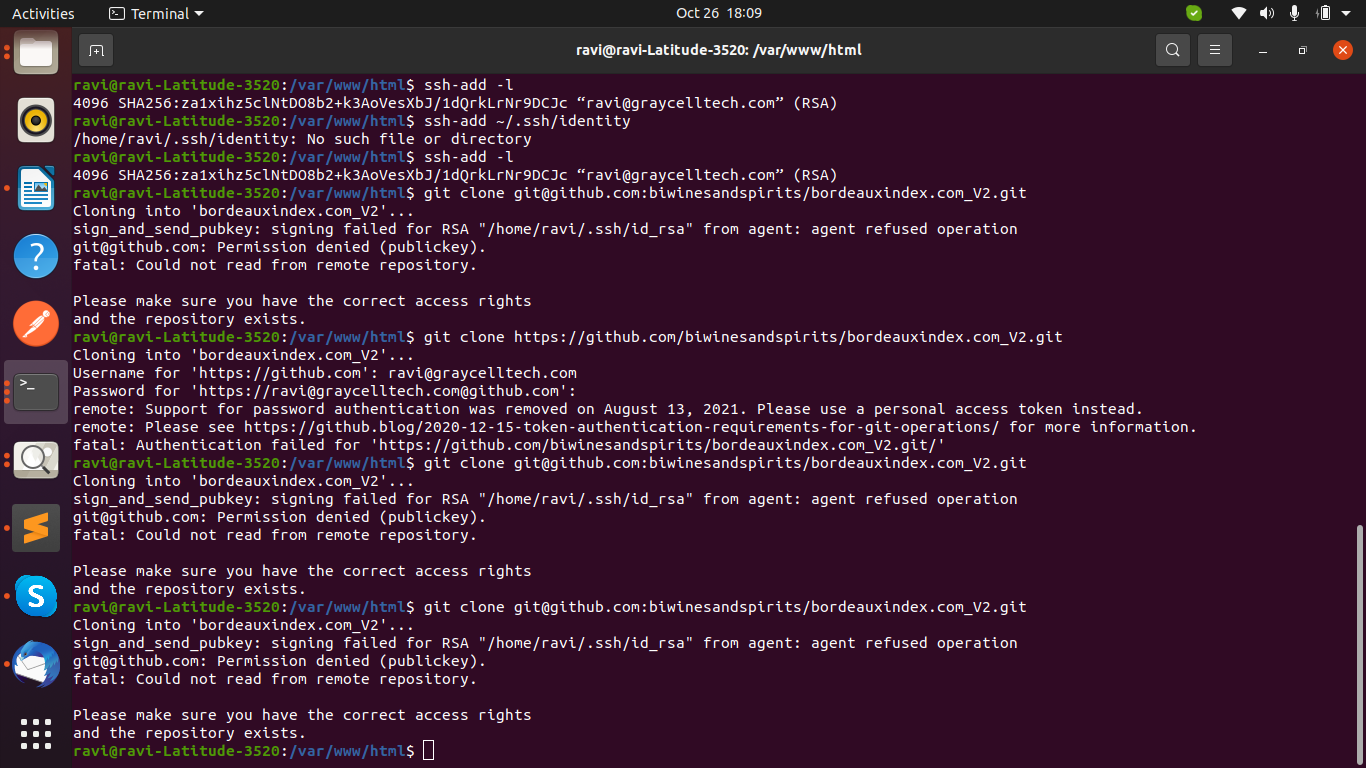 Activities
Terminal
Oct 26 18:09
ravi@ravi-Latitude-3520: /var/www/html
ravi@ravi-Latitude-3520:/var/www/html$ ssh-add -l
4096 SHA256:za1xihz5clNtDO8b2+k3AoVesXbJ/1dQrkLrNr9DCJc “ravi@graycelltech.com” (RSA)
ravi@ravi-Latitude-3520:/var/www/html$ ssh-add ~/.ssh/identity
/home/ravi/.ssh/identity: No such file or directory
ravi@ravi-Latitude-3520:/var/www/html$ ssh-add -l
4096 SHA256:za1xihz5clNtDO8b2+k3AoVesXbJ/1dQrkLrNr9DCJc “ravi@graycelltech.com” (RSA)
ravi@ravi-Latitude-3520:/var/www/html$ git clone git@github.com:biwinesandspirits/bordeauxindex.com_V2.git
Cloning into 'bordeauxindex.com_V2'...
sign_and_send_pubkey: signing failed for RSA "/home/ravi/.ssh/id_rsa" from agent: agent refused operation
git@github.com: Permission denied (publickey).
fatal: Could not read from remote repository.

Please make sure you have the correct access rights
and the repository exists.
ravi@ravi-Latitude-3520:/var/www/html$ git clone https://github.com/biwinesandspirits/bordeauxindex.com_V2.git
Cloning into 'bordeauxindex.com_V2'...
Username for 'https://github.com': ravi@graycelltech.com
Password for 'https://ravi@graycelltech.com@github.com':
remote: Support for password authentication was removed on August 13, 2021. Please use a personal access token instead.
remote: Please see https://github.blog/2020-12-15-token-authentication-requirements-for-git-operations/ for more information.
fatal: Authentication failed for 'https://github.com/biwinesandspirits/bordeauxindex.com_V2.git/'
ravi@ravi-Latitude-3520:/var/www/html$ git clone git@github.com:biwinesandspirits/bordeauxindex.com_V2.git
Cloning into 'bordeauxindex.com_V2'...
sign_and_send_pubkey: signing failed for RSA "/home/ravi/.ssh/id_rsa" from agent: agent refused operation
git@github.com: Permission denied (publickey).
fatal: Could not read from remote repository.

Please make sure you have the correct access rights
and the repository exists.
ravi@ravi-Latitude-3520:/var/www/html$ git clone git@github.com:biwinesandspirits/bordeauxindex.com_V2.git
Cloning into 'bordeauxindex.com_V2'...
sign_and_send_pubkey: signing failed for RSA "/home/ravi/.ssh/id_rsa" from agent: agent refused operation
git@github.com: Permission denied (publickey).
fatal: Could not read from remote repository.

Please make sure you have the correct access rights
and the repository exists.
ravi@ravi-Latitude-3520:/var/www/html$